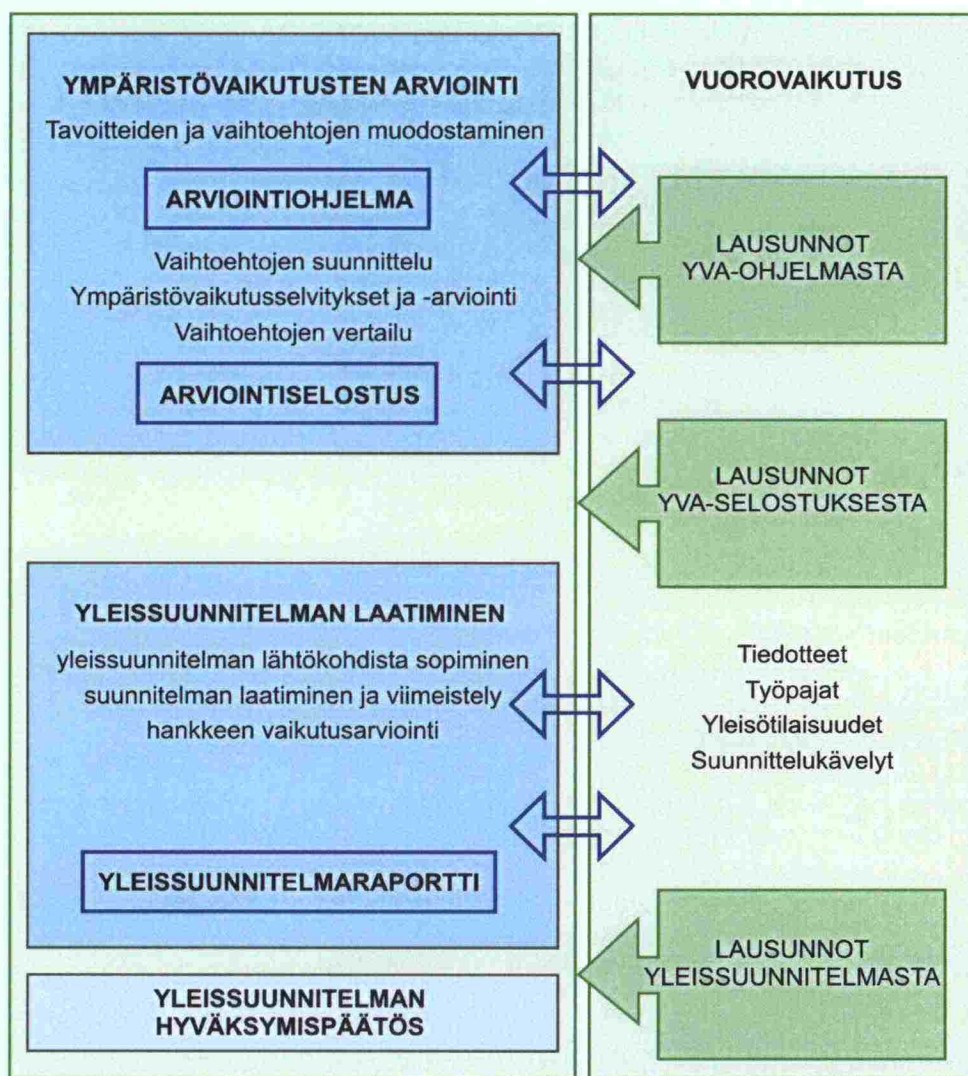 YMPÄRISTÖVAIKUTUSTEN ARVIOINTI
Tavoitteiden ja vaihtoehtojen muodostaminen
ARVIOINTIOHJELMA
Vaihtoehtojen suunnittelu
Ympäristövaikutusselvitykset ja -arviointi
Vaihtoehtojen vertailu
ARVIOINTISELOSTUS
YLEISSUUNNITELMAN LAATIMINEN
yleissuunnitelman lähtökohdista sopiminen
suunnitelman laatiminen ja viimeistely
hankkeen vaikutusarviointi
YLEISSUUNNITELMARAPORTTI
YLEISSUUNNITELMAN
HYVÄKSYMISPÄÄTÖS
VUOROVAIKUTUS
LAUSUNNOT
YVA-OHJELMASTA
LAUSUNNOT
YVA-SELOSTUKSESTA
Tiedotteet
Työpajat
Yleisötilaisuudet
Suunnittelukävelyt
LAUSUNNOT
YLEISSUUNNITELMASTA